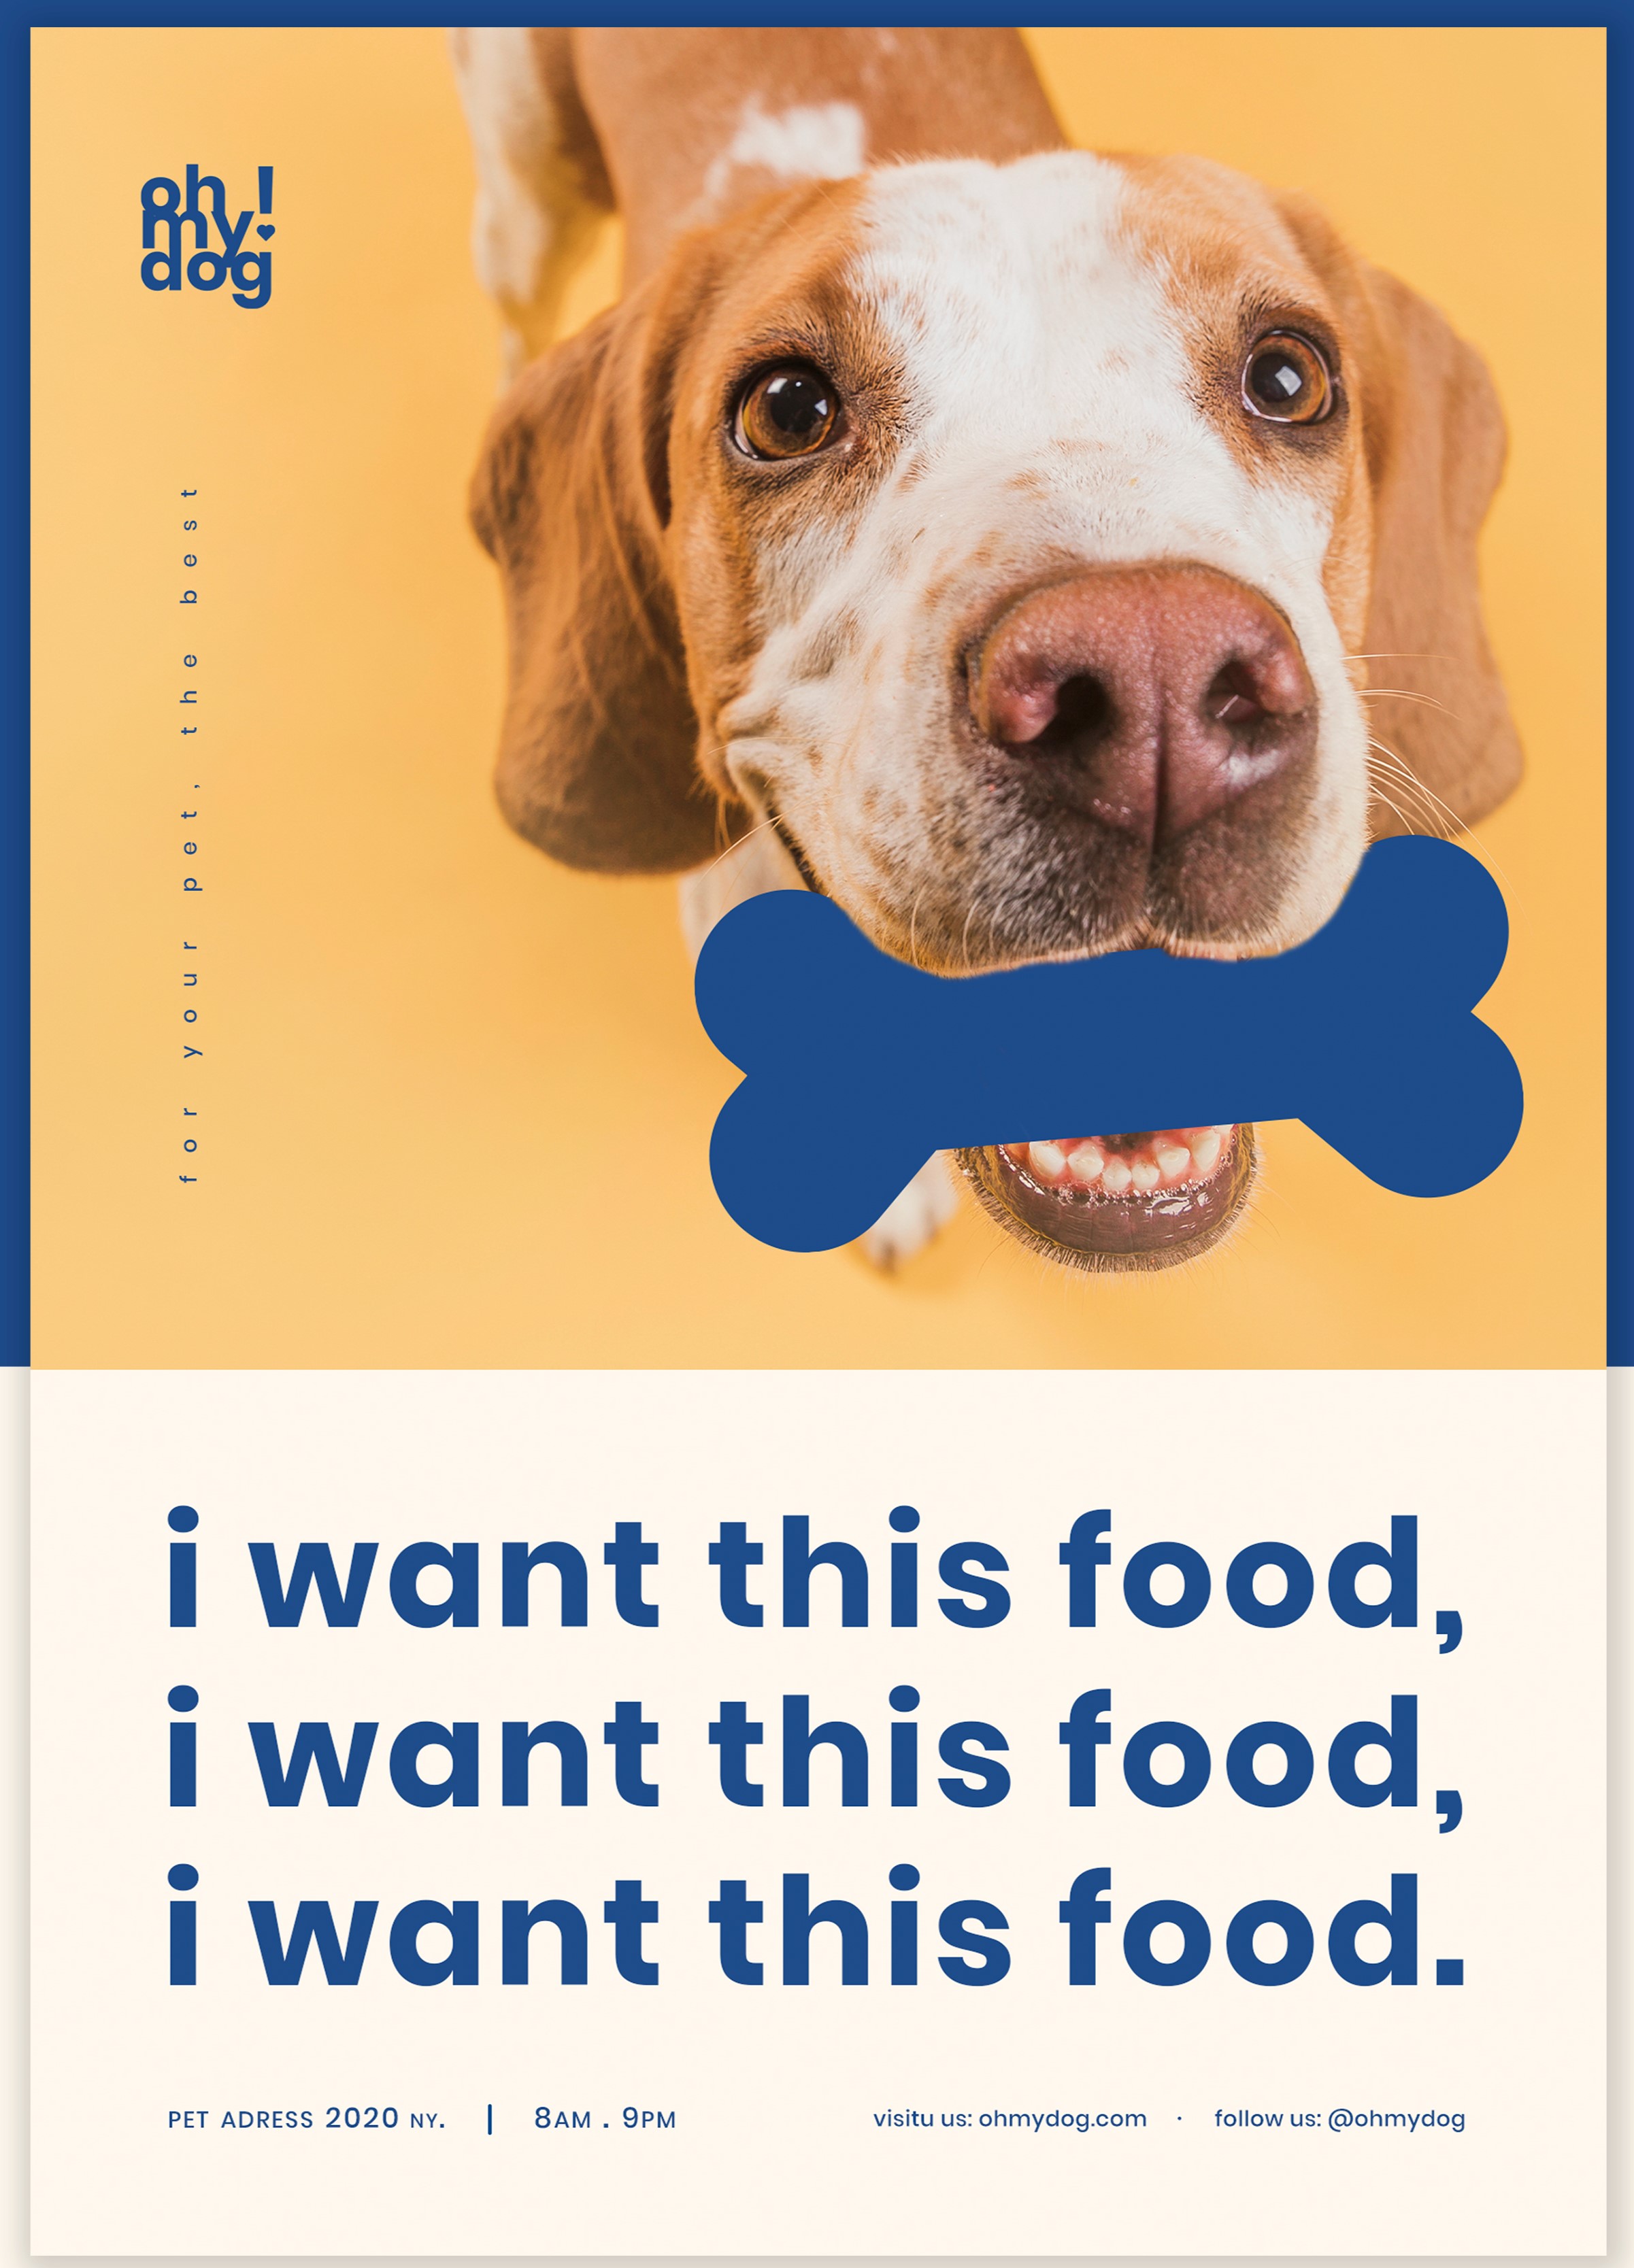 oh
my!
dog
for your pet, the best
i want this food,
i want this food,
i want this food.
PET ADRESS 2020 NY. | 8AM . 9PM
visitu us: ohmydog.com · follow us: @ohmydog